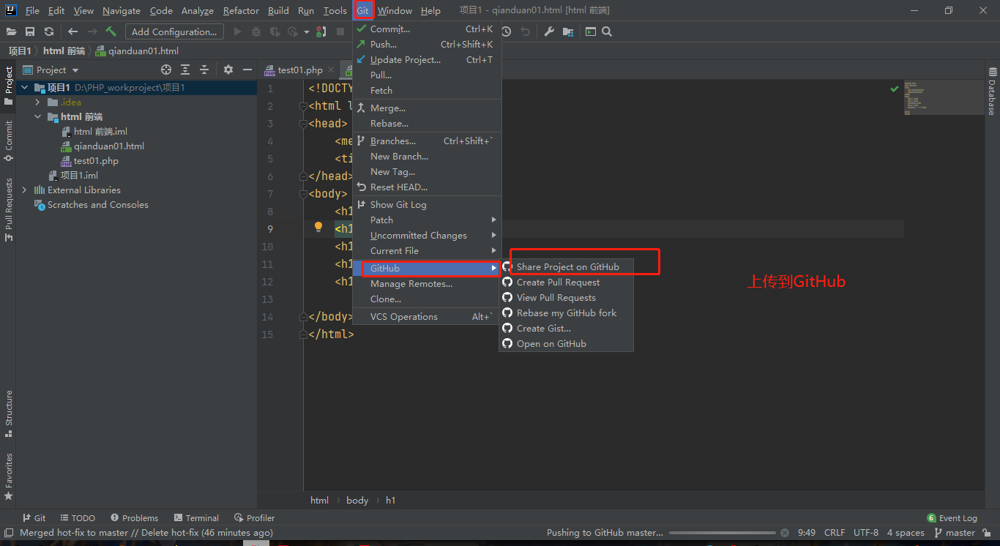 File Edit View Navigate Code Analyze Refactor Build Run Tools Git Window Help 项目1 - qianduan01.html [html 前端]
Add Configuration...
项目1 html 前端 qianduan01.html
Project
Project
test01.php
项目1 D:\PHP_workproject\项目1
.idea
html 前端
html 前端.iml
qianduan01.html
test01.php
项目1.iml
External Libraries
Scratches and Consoles
Commit
Pull Requests
Structure
Favorites
1 <!DOCTY
2 <html l
3 <head>
4 <me
5 <ti
6 </head>
7 <body>
8 <h1
9 <h1
10 <h1
11 <h1
12 <h1
13
14 </body>
15 </html>
Commit... Ctrl+K
Push... Ctrl+Shift+K
Update Project... Ctrl+T
Pull...
Fetch
Merge...
Rebase...
Branches... Ctrl+Shift+`
New Branch...
New Tag...
Reset HEAD...
Show Git Log
Patch
Uncommitted Changes
Current File
GitHub
Manage Remotes...
Clone...
VCS Operations Alt+`
Share Project on GitHub
Create Pull Request
View Pull Requests
Rebase my GitHub fork
Create Gist...
Open on GitHub
上传到GitHub
Database
html body h1
Git TODO Problems Terminal Profiler 6 Event Log
Merged hot-fix to master // Delete hot-fix (46 minutes ago) Pushing to GitHub master... 9:49 CRLF UTF-8 4 spaces master